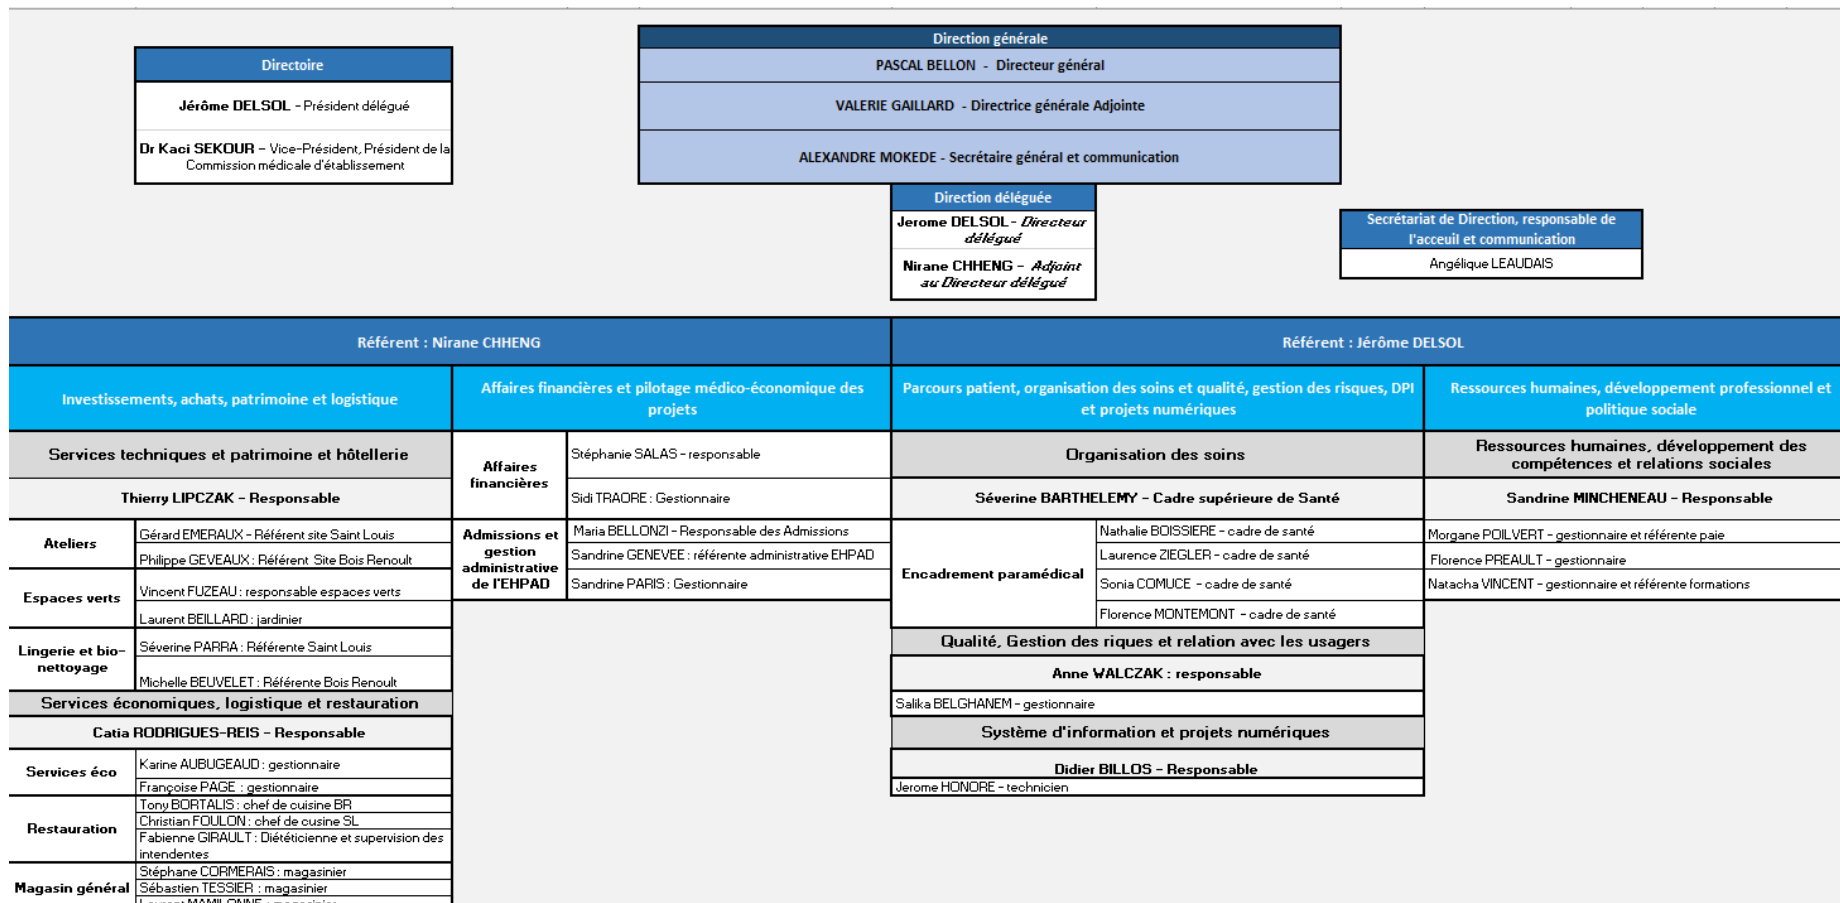 Direction générale
PASCAL BELLON - Directeur général
VALERIE GAILLARD - Directrice générale Adjointe
ALEXANDRE MOKEDE - Secrétaire général et communication
Directoire
Jérôme DELSOL - Président délégué
Dr Kaci SEKOUR - Vice-Président, Président de la
Commission médicale d'établissement
Direction déléguée
Jerome DELSOL- Directeur
délégué
Nirane CHHENG - Adjoint
au Directeur délégué
Secrétariat de Direction, responsable de
l'acceuil et communication
Angélique LEAUDAIS
Référent : Nirane CHHENG
Référent : Jérôme DELSOL
Investissements, achats, patrimoine et logistique
Services techniques et patrimoine et hôtellerie
Thierry LIPCZAK - Responsable
Ateliers
Gérard EMERAUX - Référent site Saint Louis
Philippe GEVEAUX : Référent Site Bois Renoult
Espaces verts
Vincent FUZEAU : responsable espaces verts
Laurent BEILLARD : jardinier
Lingerie et bio-
nettoyage
Séverine PARRA : Référente Saint Louis
Michelle BEUVELET : Référente Bois Renoult
Services économiques, logistique et restauration
Catia RODRIGUES-REIS - Responsable
Services éco
Karine AUBUGEAUD : gestionnaire
Françoise PAGE : gestionnaire
Restauration
Tony BORTALIS : chef de cuisine BR
Christian FOULON : chef de cusine SL
Fabienne GIRAULT : Diététicienne et supervision des
intendentes
Magasin général
Stéphane CORMERAIS : magasinier
Sébastien TESSIER : magasinier
Affaires financières et pilotage médico-économique des
projets
Affaires
financières
Stéphanie SALAS - responsable
Sidi TRAORE : Gestionnaire
Admissions et
gestion
administrative
de l'EHPAD
Maria BELLONZI - Responsable des Admissions
Sandrine GENEVEE : référente administrative EHPAD
Sandrine PARIS : Gestionnaire
Parcours patient, organisation des soins et qualité, gestion des risques, DPI
et projets numériques
Organisation des soins
Séverine BARTHELEMY - Cadre supérieure de Santé
Encadrement paramédical
Nathalie BOISSIERE - cadre de santé
Laurence ZIEGLER - cadre de santé
Sonia COMUCE - cadre de santé
Florence MONTEMONT - cadre de santé
Qualité, Gestion des riques et relation avec les usagers
Anne WALCZAK : responsable
Salika BELGHANEM - gestionnaire
Système d'information et projets numériques
Didier BILLOS - Responsable
Jerome HONORE - technicien
Ressources humaines, développement professionnel et
politique sociale
Ressources humaines, développement des
compétences et relations sociales
Sandrine MINCHENEAU - Responsable
Morgane POILVERT - gestionnaire et référente paie
Florence PREAULT - gestionnaire
Natacha VINCENT - gestionnaire et référente formations